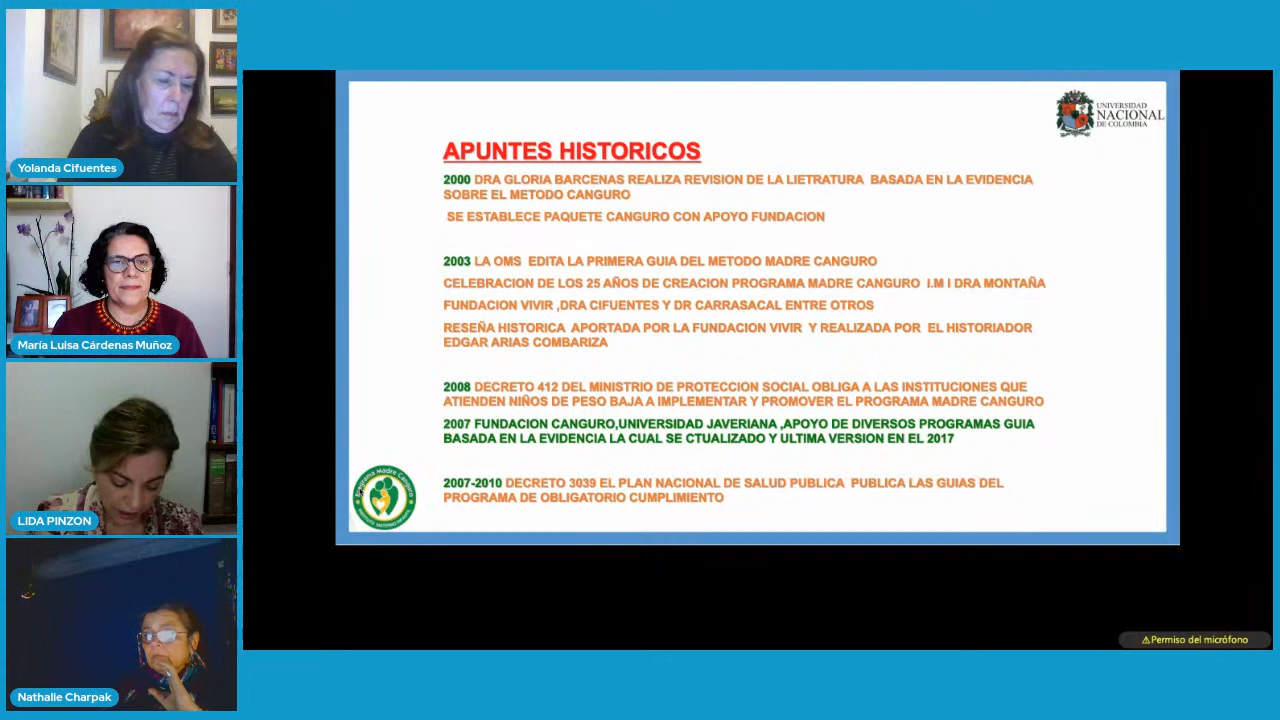 Yolanda Cifuentes
María Luisa Cárdenas Muñoz
LIDA PINZON
Nathalie Charpak
UNIVERSIDAD
NACIONAL
DE COLOMBIA
APUNTES HISTORICOS
2000 DRA GLORIA BARCENAS REALIZA REVISION DE LA LIETRATURA BASADA EN LA EVIDENCIA
SOBRE EL METODO CANGURO
SE ESTABLECE PAQUETE CANGURO CON APOYO FUNDACION
2003 LA OMS EDITA LA PRIMERA GUIA DEL METODO MADRE CANGURO
CELEBRACION DE LOS 25 AÑOS DE CREACION PROGRAMA MADRE CANGURO I.M I DRA MONTAÑA
FUNDACION VIVIR ,DRA CIFUENTES Y DR CARRASACAL ENTRE OTROS
RESEÑA HISTORICA APORTADA POR LA FUNDACION VIVIR Y REALIZADA POR EL HISTORIADOR
EDGAR ARIAS COMBARIZA
2008 DECRETO 412 DEL MINISTRIO DE PROTECCION SOCIAL OBLIGA A LAS INSTITUCIONES QUE
ATIENDEN NIÑOS DE PESO BAJA A IMPLEMENTAR Y PROMOVER EL PROGRAMA MADRE CANGURO
2007 FUNDACION CANGURO,UNIVERSIDAD JAVERIANA ,APOYO DE DIVERSOS PROGRAMAS GUIA
BASADA EN LA EVIDENCIA LA CUAL SE CTUALIZADO Y ULTIMA VERSION EN EL 2017
2007-2010 DECRETO 3039 EL PLAN NACIONAL DE SALUD PUBLICA PUBLICA LAS GUIAS DEL
PROGRAMA DE OBLIGATORIO CUMPLIMIENTO
Programa Madre Canguro
INSTITUTO MATERNO INFANTIL
Permiso del micrófono